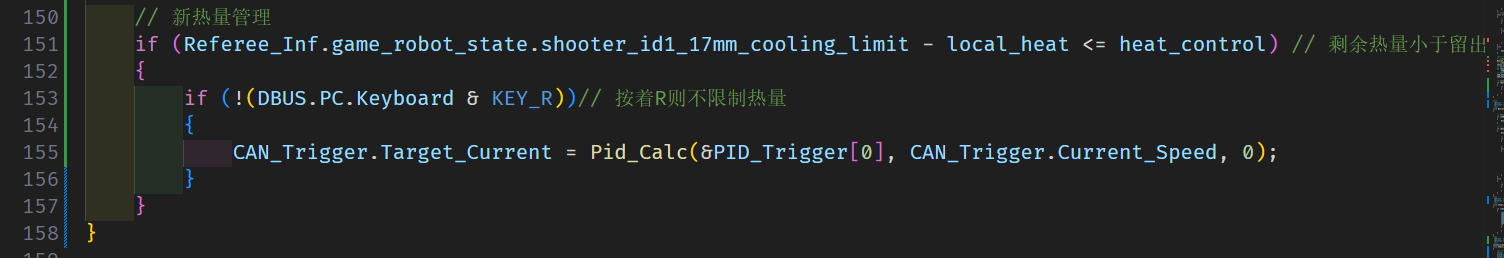 150 // 新热量管理
151 if (Referee_Inf.game_robot_state.shooter_id1_17mm_cooling_limit - local_heat <= heat_control) // 剩余热量小于留出
152 {
153 if (!(DBUS.PC.Keyboard & KEY_R))// 按着R则不限制热量
154 {
155 CAN_Trigger.Target_Current = Pid_Calc(&PID_Trigger[0], CAN_Trigger.Current_Speed, 0);
156 }
157 }
158 }
159